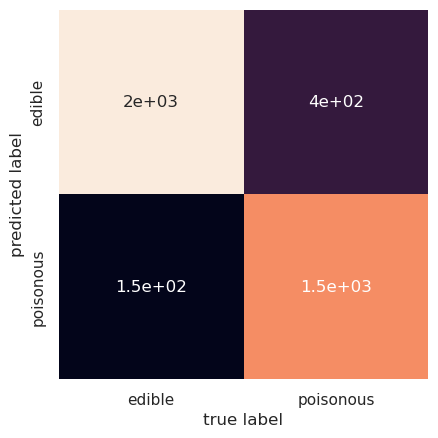 edible
2e+03
4e+02
predicted label
poisonous
1.5e+02
1.5e+03
edible
poisonous
true label